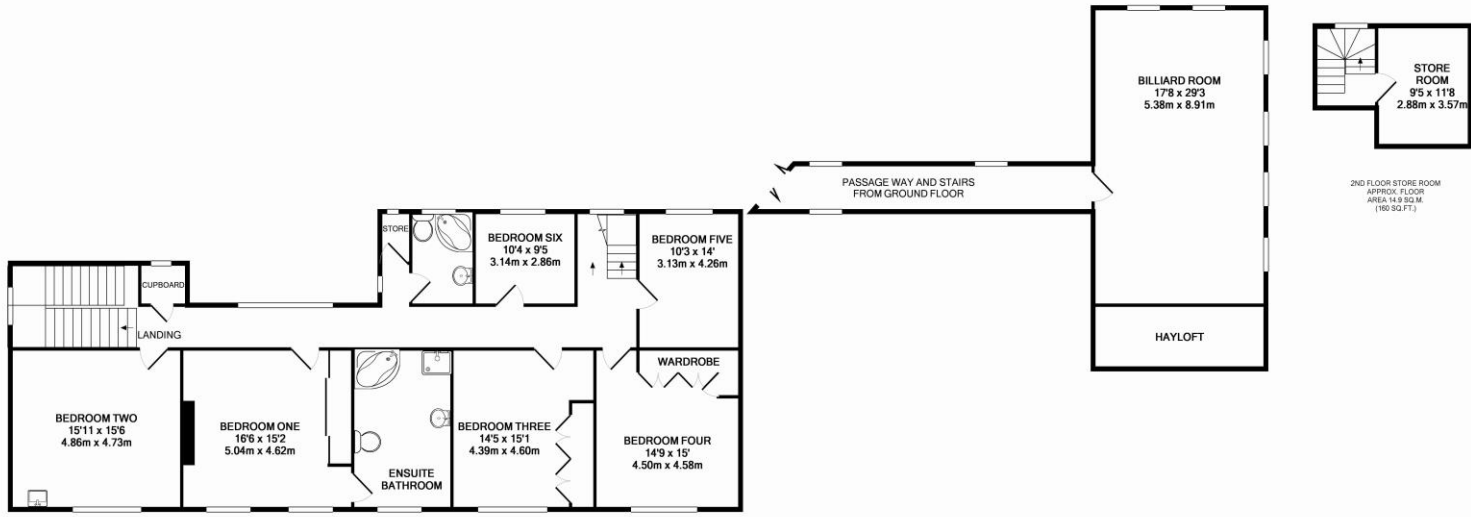 BILLIARD ROOM
17'8 x 29'3
5.38m x 8.91m
STORE
ROOM
9'5 x 11'8
2.88m x 3.57m
PASSAGE WAY AND STAIRS
FROM GROUND FLOOR
2ND FLOOR STORE ROOM
APPROX. FLOOR
AREA 14.9 SQ.M.
(160 SQ.FT.)
STORE
BEDROOM SIX
10'4 x 9'5
3.14m x 2.86m
BEDROOM FIVE
10'3 x 14'
3.13m x 4.26m
CUPBOARD
LANDING
HAYLOFT
WARDROBE
BEDROOM TWO
15'11 x 15'6
4.86m x 4.73m
BEDROOM ONE
16'6 x 15'2
5.04m x 4.62m
ENSUITE
BATHROOM
BEDROOM THREE
14'5 x 15'1
4.39m x 4.60m
BEDROOM FOUR
14'9 x 15'
4.50m x 4.58m